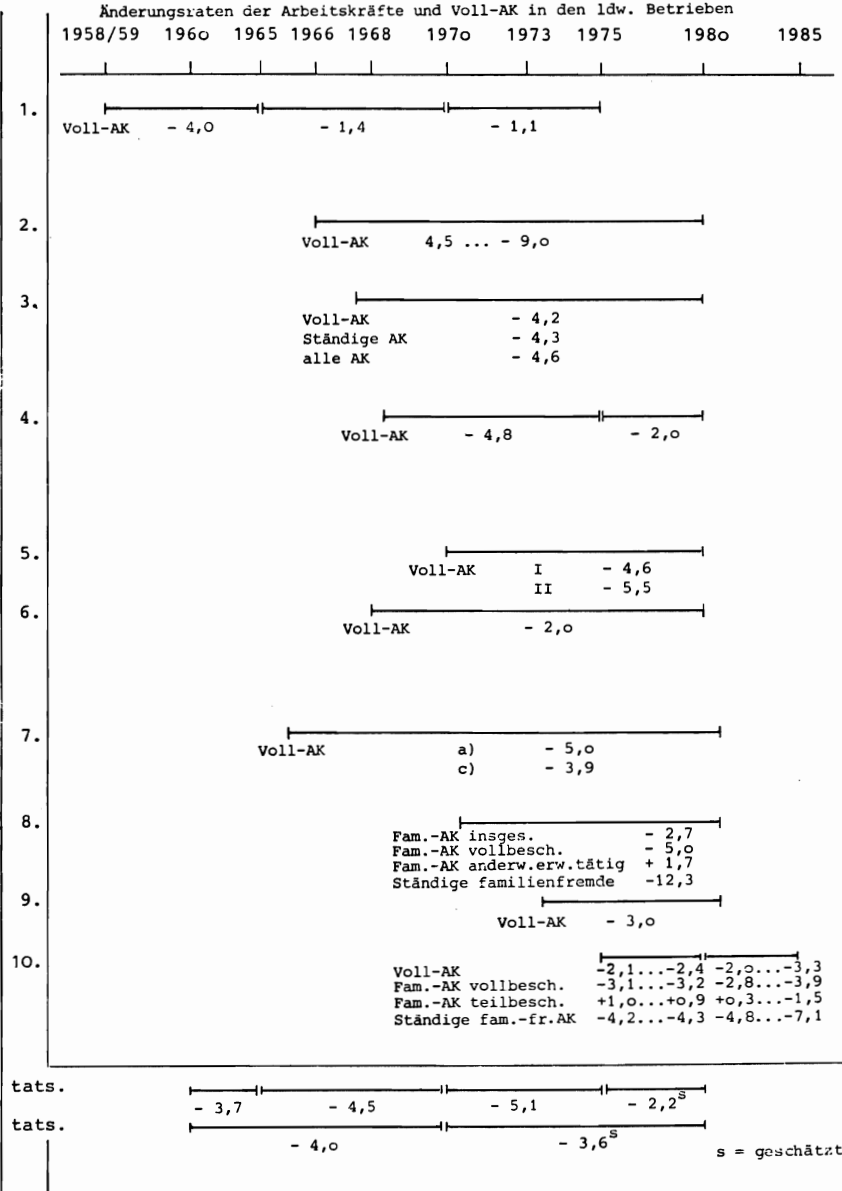 Änderungsraten der Arbeitskräfte und Voll-AK in den ldw. Betrieben
1958/59 196o 1965 1966 1968 197o 1973 1975 198o 1985
1.
Voll-AK - 4,O - 1,4 - 1,1
2.
Voll-AK 4,5 ... - 9,o
3.
Voll-AK - 4,2
Ständige AK - 4,3
alle AK - 4,6
4.
Voll-AK - 4,8 - 2,o
5.
Voll-AK I - 4,6
II - 5,5
6.
Voll-AK - 2,o
7.
Voll-AK a) - 5,o
c) - 3,9
8.
Fam.-AK insges. - 2,7
Fam.-AK vollbesch. - 5,o
Fam.-AK anderw.erw.tätig + 1,7
Ständige familienfremde -12,3
9.
Voll-AK - 3,o
10.
Voll-AK -2,1...-2,4 -2,o...-3,3
Fam.-AK vollbesch. -3,1...-3,2 -2,8...-3,9
Fam.-AK teilbesch. +1,o...+o,9 +o,3...-1,5
Ständige fam.-fr.AK -4,2...-4,3 -4,8...-7,1
tats.
- 3,7 - 4,5 - 5,1 - 2,2s
tats.
- 4,o - 3,6s
s = geschätzt